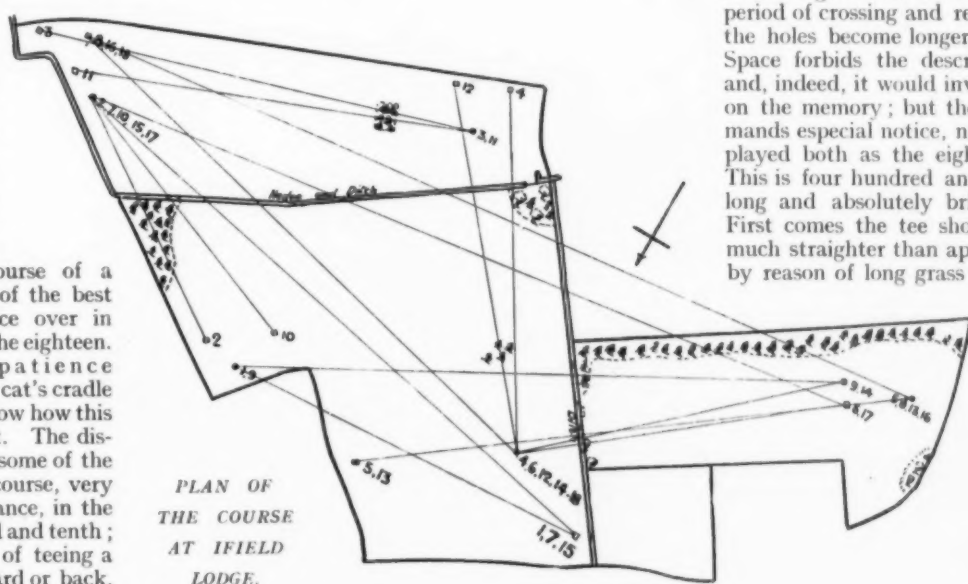 period of crossing and re
the holes become longer
Space forbids the descr
and, indeed, it would inv
on the memory; but the
mands especial notice, n
played both as the eigh
This is four hundred an
long and absolutely br
First comes the tee sho
much straighter than ap
by reason of long grass
ourse of a
of the best
ce over in
he eighteen.
patience
cat's cradle
ow how this
t. The dis-
some of the
course, very
ance, in the
d and tenth;
of teeing a
ard or back,
PLAN OF
THE COURSE
AT IFIELD
LODGE.
3
11
12
4
3,11
Hedge and Ditch
2
10
1,9
9,14
8,17
5,13
4,6,12,14-18
1,7,15